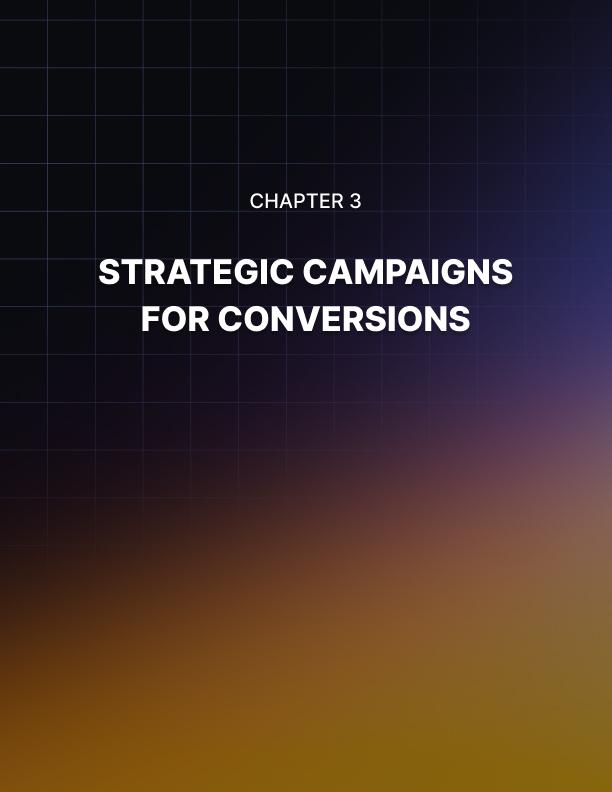 CHAPTER 3
STRATEGIC CAMPAIGNS
FOR CONVERSIONS